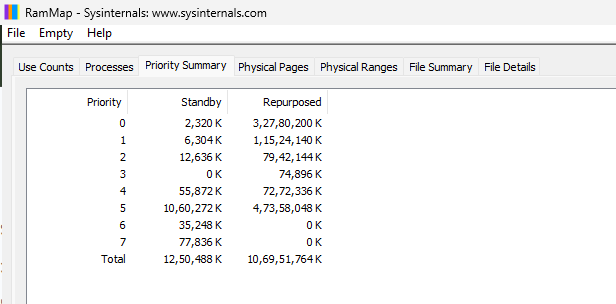 RamMap - Sysinternals: www.sysinternals.com
File Empty Help
Use Counts Processes Priority Summary Physical Pages Physical Ranges File Summary File Details
Priority Standby Repurposed
0 2,320 K 3,27,80,200 K
1 6,304 K 1,15,24,140 K
2 12,636 K 79,42,144 K
3 0 K 74,896 K
4 55,872 K 72,72,336 K
5 10,60,272 K 4,73,58,048 K
6 35,248 K 0 K
7 77,836 K 0 K
Total 12,50,488 K 10,69,51,764 K